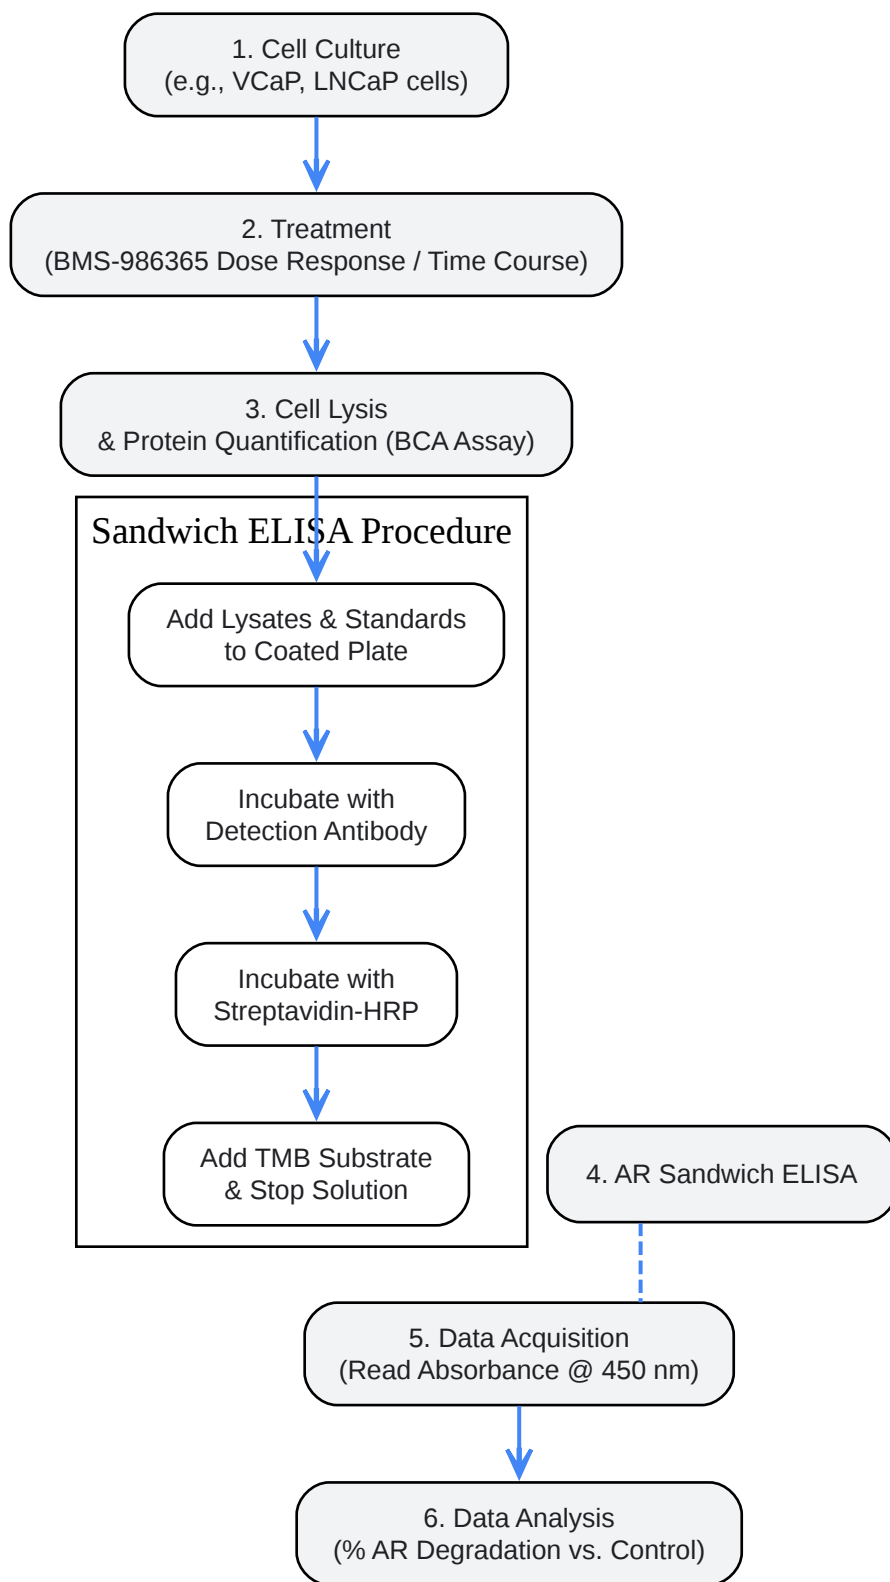 1. Cell Culture
(e.g., VCaP, LNCaP cells)
2. Treatment
(BMS-986365 Dose Response / Time Course)
3. Cell Lysis
& Protein Quantification (BCA Assay)
Sandwich ELISA Procedure
Add Lysates & Standards
to Coated Plate
Incubate with
Detection Antibody
Incubate with
Streptavidin-HRP
Add TMB Substrate
& Stop Solution
4. AR Sandwich ELISA
5. Data Acquisition
(Read Absorbance @ 450 nm)
6. Data Analysis
(% AR Degradation vs. Control)